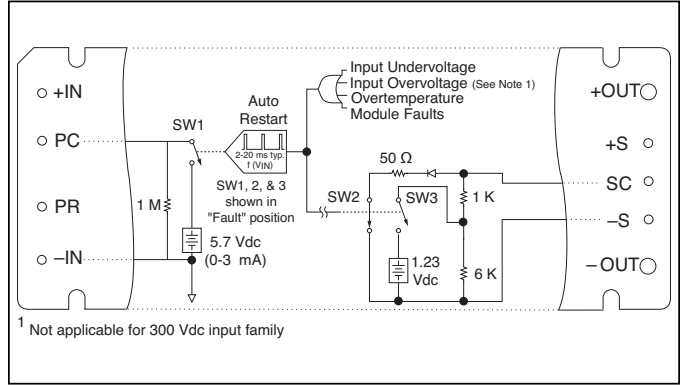 +IN
PC
PR
–IN
1 M
SW1
Auto
Restart
2-20 ms typ.
f (VIN)
SW1, 2, & 3
shown in
"Fault" position
5.7 Vdc
(0-3 mA)
Input Undervoltage
Input Overvoltage (See Note 1)
Overtemperature
Module Faults
50 Ω
SW2
SW3
1 K
1.23
Vdc
6 K
+OUT
+S
SC
–S
–OUT
1 Not applicable for 300 Vdc input family